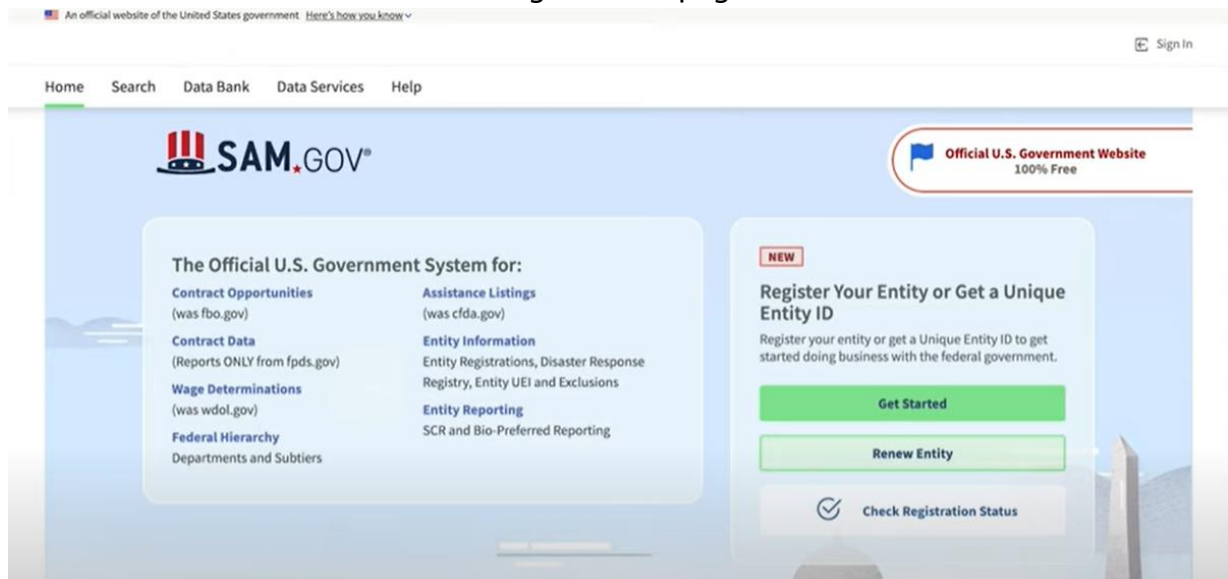 An official website of the United States government Here's how you know
Sign In
Home Search Data Bank Data Services Help
SAM.GOV®
Official U.S. Government Website
100% Free
The Official U.S. Government System for:
Contract Opportunities
(was fbo.gov)
Contract Data
(Reports ONLY from fpds.gov)
Wage Determinations
(was wdol.gov)
Federal Hierarchy
Departments and Subtiers
Assistance Listings
(was cfda.gov)
Entity Information
Entity Registrations, Disaster Response
Registry, Entity UEI and Exclusions
Entity Reporting
SCR and Bio-Preferred Reporting
NEW
Register Your Entity or Get a Unique
Entity ID
Register your entity or get a Unique Entity ID to get
started doing business with the federal government.
Get Started
Renew Entity
Check Registration Status